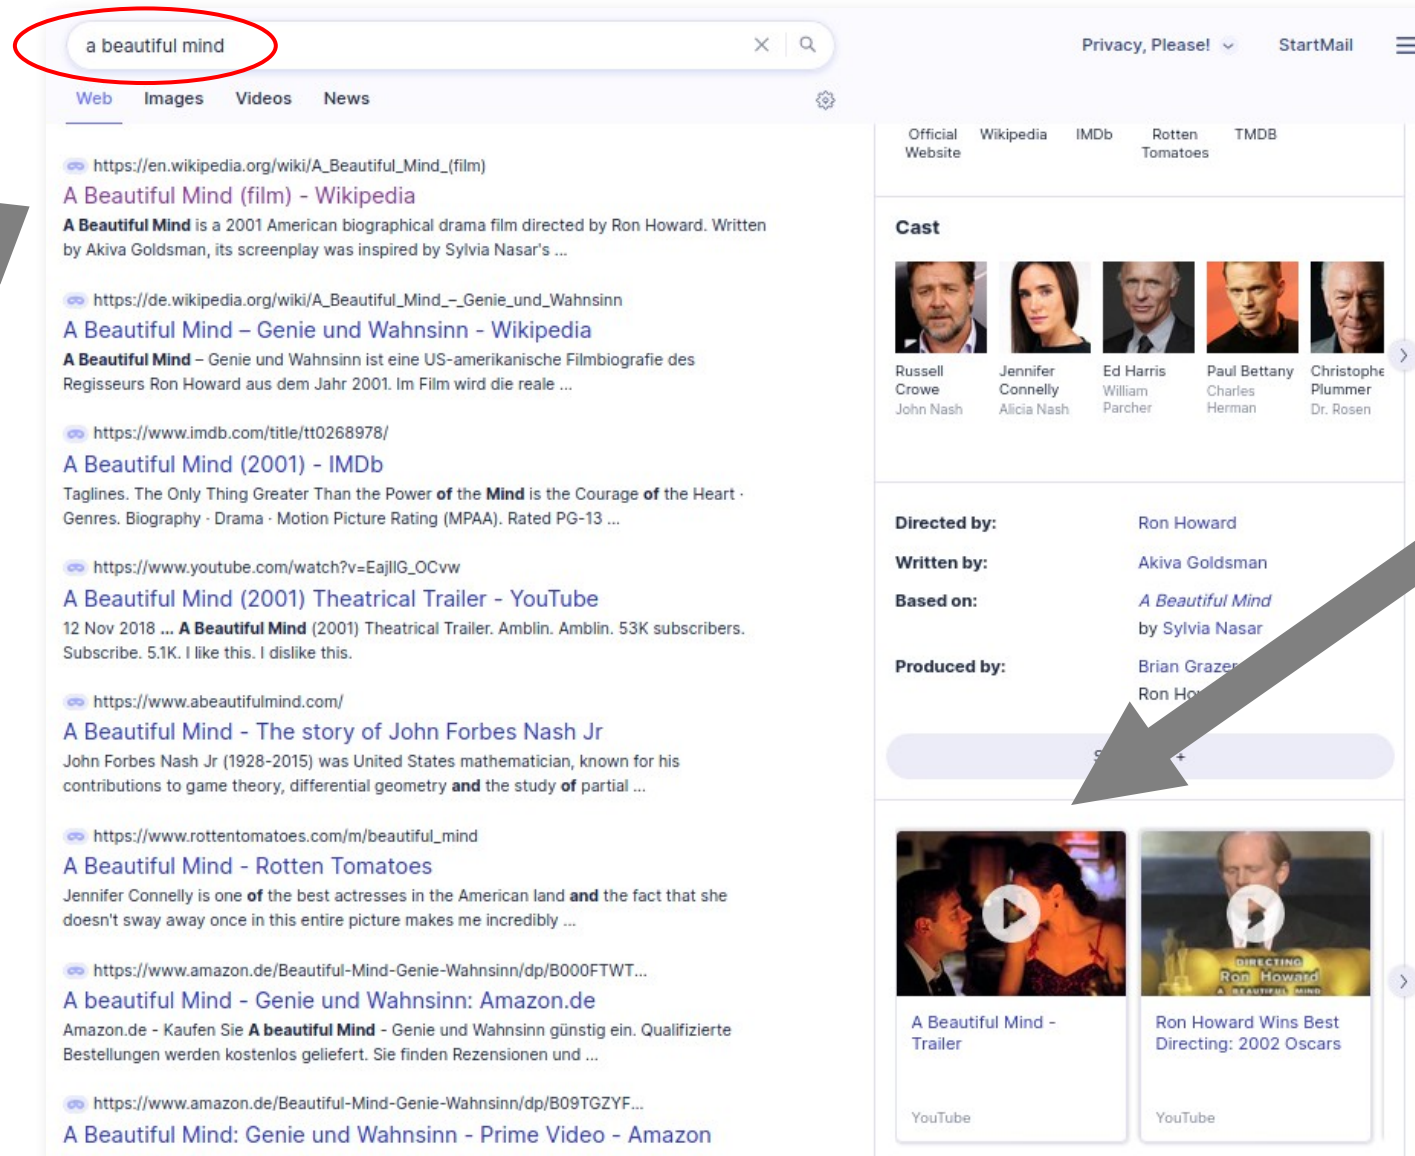 a beautiful mind
Privacy, Please!
StartMail
Web Images Videos News
https://en.wikipedia.org/wiki/A_Beautiful_Mind_(film)
A Beautiful Mind (film) - Wikipedia
A Beautiful Mind is a 2001 American biographical drama film directed by Ron Howard. Written
by Akiva Goldsman, its screenplay was inspired by Sylvia Nasar's ...
https://de.wikipedia.org/wiki/A_Beautiful_Mind_–_Genie_und_Wahnsinn
A Beautiful Mind – Genie und Wahnsinn - Wikipedia
A Beautiful Mind – Genie und Wahnsinn ist eine US-amerikanische Filmbiografie des
Regisseurs Ron Howard aus dem Jahr 2001. Im Film wird die reale ...
https://www.imdb.com/title/tt0268978/
A Beautiful Mind (2001) - IMDb
Taglines. The Only Thing Greater Than the Power of the Mind is the Courage of the Heart ·
Genres. Biography · Drama · Motion Picture Rating (MPAA). Rated PG-13 ...
https://www.youtube.com/watch?v=EajIlG_OCvw
A Beautiful Mind (2001) Theatrical Trailer - YouTube
12 Nov 2018 ... A Beautiful Mind (2001) Theatrical Trailer. Amblin. Amblin. 53K subscribers.
Subscribe. 5.1K. I like this. I dislike this.
https://www.abeautifulmind.com/
A Beautiful Mind - The story of John Forbes Nash Jr
John Forbes Nash Jr (1928-2015) was United States mathematician, known for his
contributions to game theory, differential geometry and the study of partial ...
https://www.rottentomatoes.com/m/beautiful_mind
A Beautiful Mind - Rotten Tomatoes
Jennifer Connelly is one of the best actresses in the American land and the fact that she
doesn't sway away once in this entire picture makes me incredibly ...
https://www.amazon.de/Beautiful-Mind-Genie-Wahnsinn/dp/B000FTWT...
A beautiful Mind - Genie und Wahnsinn: Amazon.de
Amazon.de - Kaufen Sie A beautiful Mind - Genie und Wahnsinn günstig ein. Qualifizierte
Bestellungen werden kostenlos geliefert. Sie finden Rezensionen und ...
https://www.amazon.de/Beautiful-Mind-Genie-Wahnsinn/dp/B09TGZYF...
A Beautiful Mind: Genie und Wahnsinn - Prime Video - Amazon
Official
Website
Wikipedia
IMDb
Rotten
Tomatoes
TMDB
Cast
Russell
Crowe
John Nash
Jennifer
Connelly
Alicia Nash
Ed Harris
William
Parcher
Paul Bettany
Charles
Herman
Christophe
Plummer
Dr. Rosen
Directed by: Ron Howard
Written by: Akiva Goldsman
Based on: A Beautiful Mind
by Sylvia Nasar
Produced by: Brian Grazer
Ron
+
DIRECTING
Ron Howard
A BEAUTIFUL MIND
A Beautiful Mind -
Trailer
YouTube
Ron Howard Wins Best
Directing: 2002 Oscars
YouTube